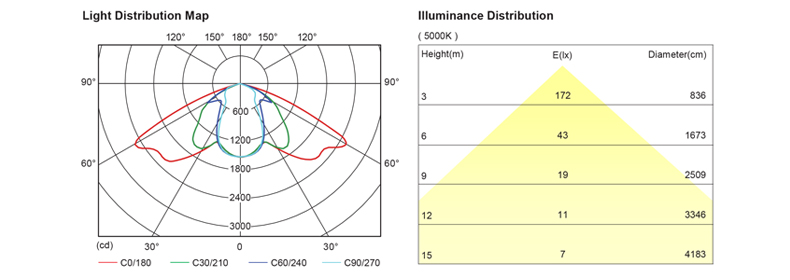 Light Distribution Map
120° 150° 180° 150° 120°
90° 90°
600
1200
60° 60°
1800
2400
3000
(cd) 30° 0 30°
C0/180 C30/210 C60/240 C90/270
Illuminance Distribution
( 5000K )
Height(m) E(lx) Diameter(cm)
3 172 836
6 43 1673
9 19 2509
12 11 3346
15 7 4183